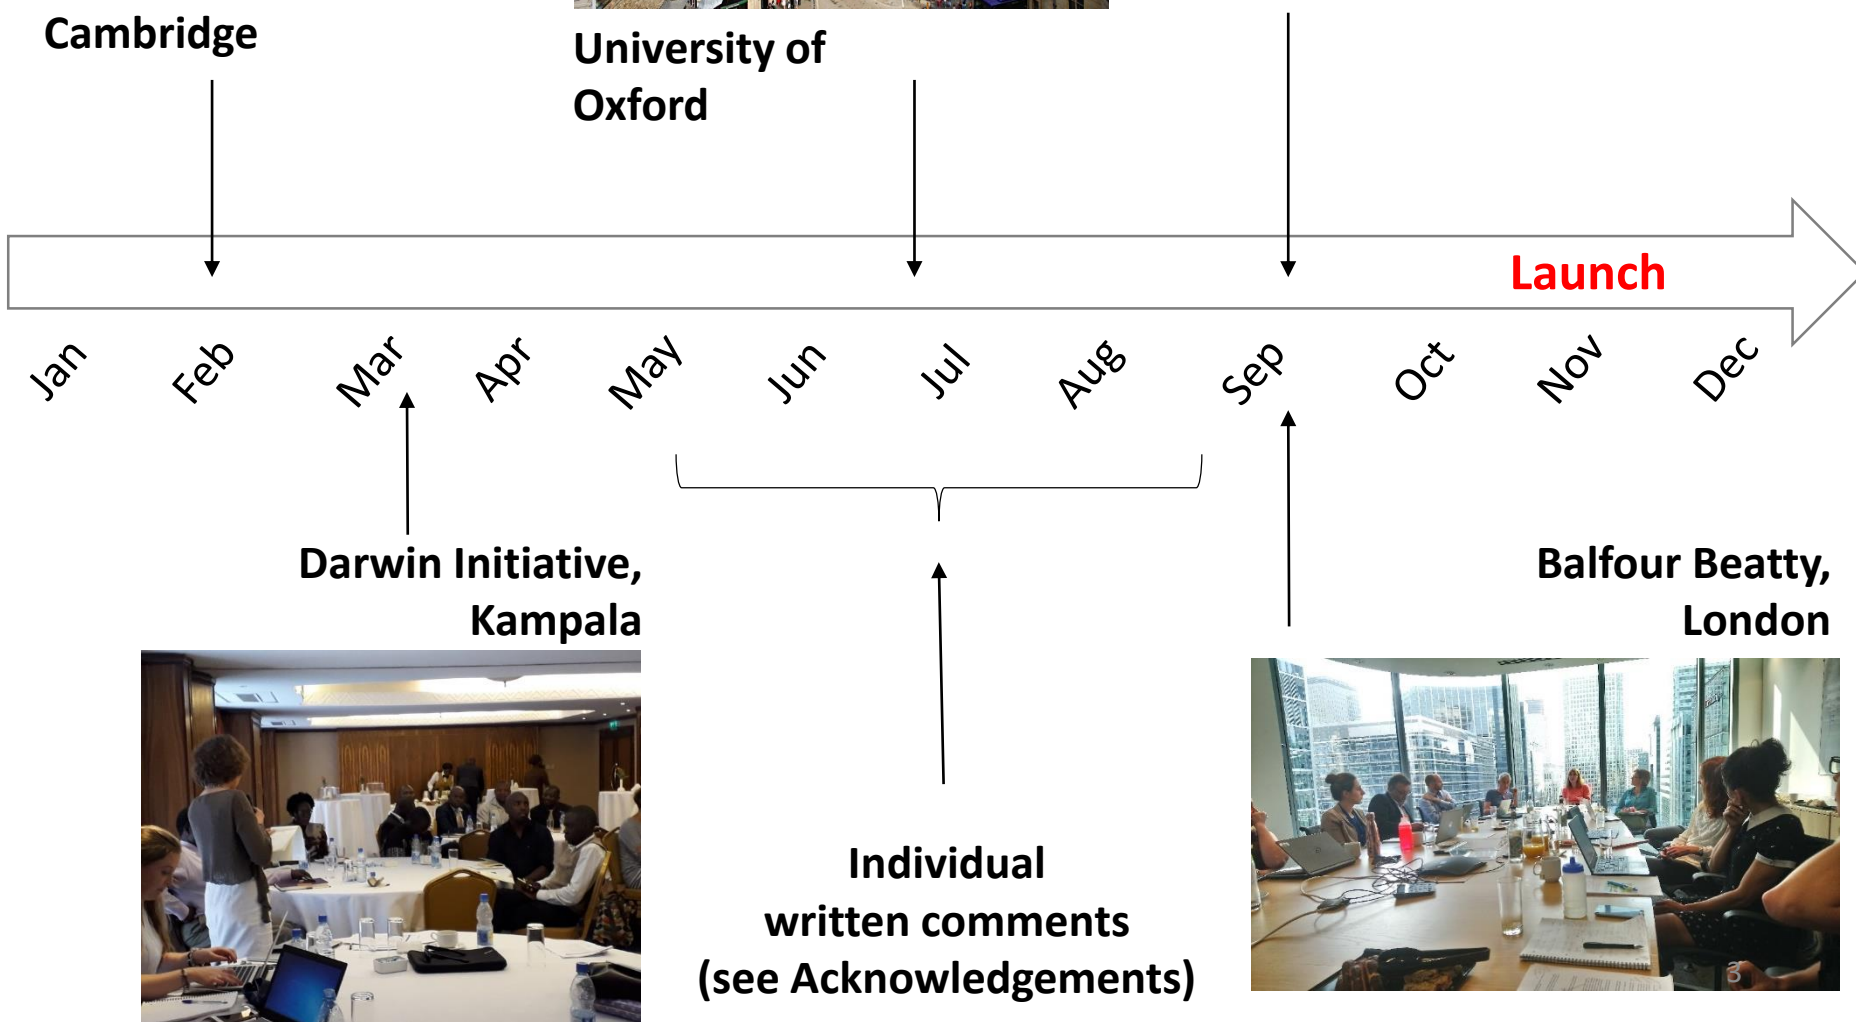 Cambridge
University of
Oxford
Launch
Jan
Feb
Mar
Apr
May
Jun
Jul
Aug
Sep
Oct
Nov
Dec
Darwin Initiative,
Kampala
Balfour Beatty,
London
Individual
written comments
(see Acknowledgements)
3